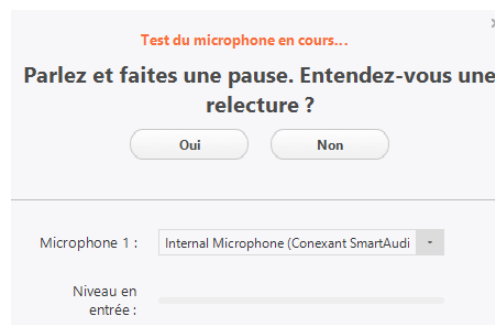 Test du microphone en cours...
Parlez et faites une pause. Entendez-vous une
relecture ?
Oui Non
Microphone 1 : Internal Microphone (Conexant SmartAudi
Niveau en
entrée :